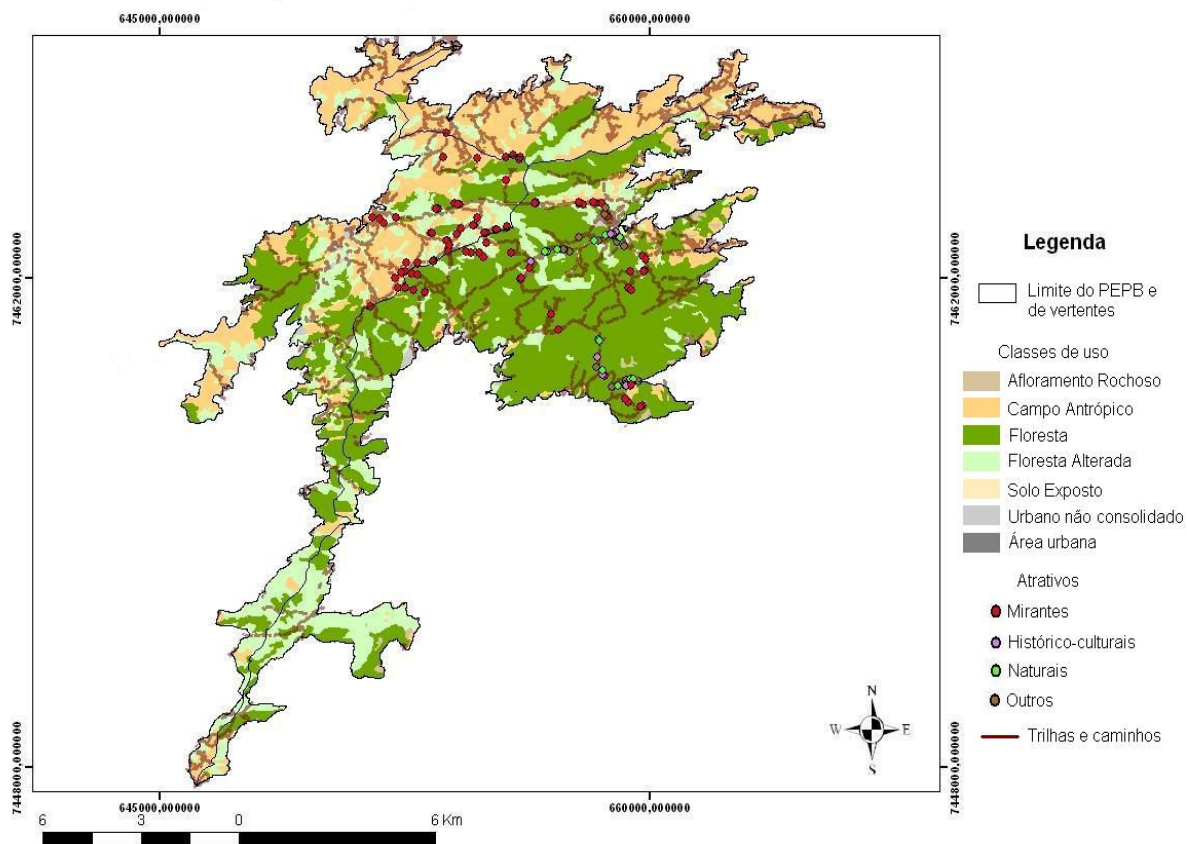 645000,000000
660000,000000
7462000,000000
7462000,000000
7448000,000000
7448000,000000
645000,000000
660000,000000
6
3
0
6 Km
N
W
E
S
Legenda
Limite do PEPB e
de vertentes
Classes de uso
Afloramento Rochoso
Campo Antrópico
Floresta
Floresta Alterada
Solo Exposto
Urbano não consolidado
Área urbana
Atrativos
Mirantes
Histórico-culturais
Naturais
Outros
Trilhas e caminhos